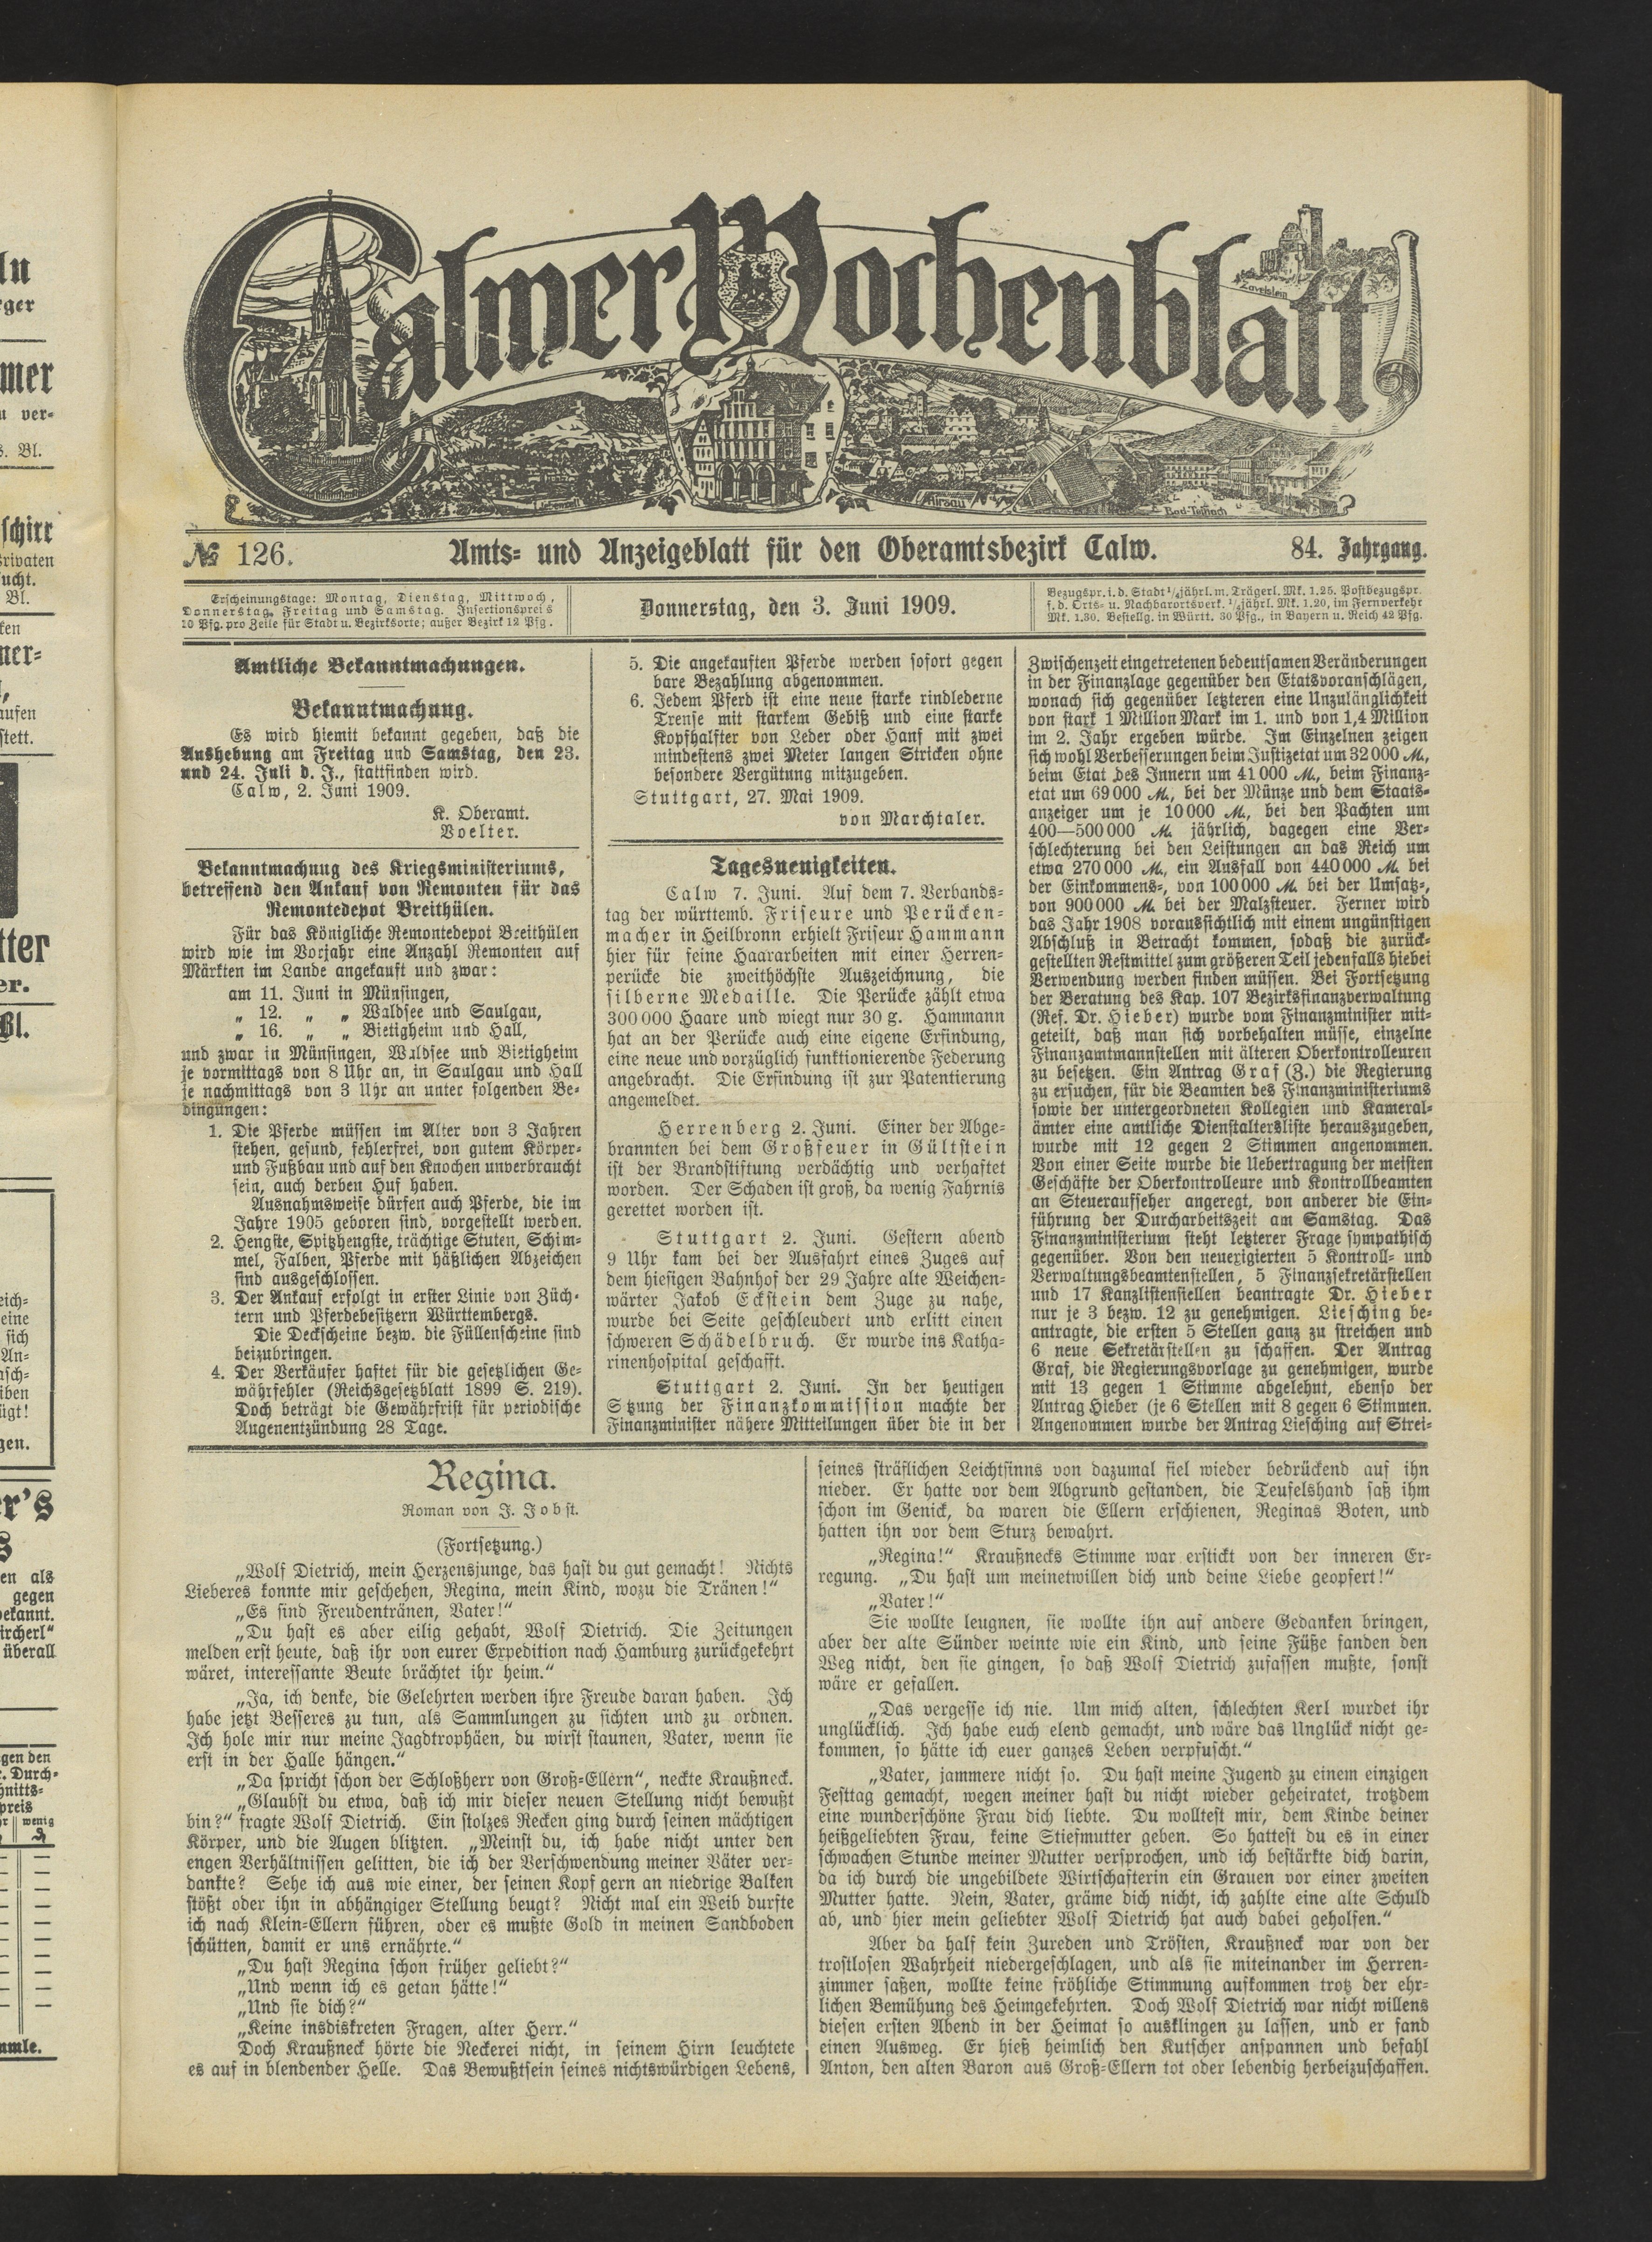 Calwer Wochenblatt
Zavelstein
Liebenzell
Hirsau
Bad-Teinach
№ 126.
Amts- und Anzeigeblatt für den Oberamtsbezirk Calw.
84. Jahrgang.
Erscheinungstage: Montag, Dienstag, Mittwoch,
Donnerstag, Freitag und Samstag. Insertionspreis
10 Pfg. pro Zeile für Stadt u. Bezirksorte; außer Bezirk 12 Pfg.
Donnerstag, den 3. Juni 1909.
Bezugspr. i. d. Stadt ¼jährl. m. Trägerl. Mk. 1.25. Postbezugspr.
f. d. Orts- u. Nachbarortsverk. ¼jährl. Mk. 1.20, im Fernverkehr
Mk. 1.30. Bestellg. in Württ. 30 Pfg., in Bayern u. Reich 42 Pfg.
Amtliche Bekanntmachungen.
Bekanntmachung.
Es wird hiemit bekannt gegeben, daß die
Aushebung am Freitag und Samstag, den 23.
und 24. Juli d. J., stattfinden wird.
Calw, 2. Juni 1909.
K. Oberamt.
Voelter.
Bekanntmachung des Kriegsministeriums,
betreffend den Ankauf von Remonten für das
Remontedepot Breithülen.
Für das Königliche Remontedepot Breithülen
wird wie im Vorjahr eine Anzahl Remonten auf
Märkten im Lande angekauft und zwar:
am 11. Juni in Münsingen,
„ 12. „ „ Waldsee und Saulgau,
„ 16. „ „ Bietigheim und Hall,
und zwar in Münsingen, Waldsee und Bietigheim
je vormittags von 8 Uhr an, in Saulgau und Hall
je nachmittags von 3 Uhr an unter folgenden Be-
dingungen:
1. Die Pferde müssen im Alter von 3 Jahren
stehen, gesund, fehlerfrei, von gutem Körper-
und Fußbau und auf den Knochen unverbraucht
sein, auch derben Huf haben.
Ausnahmsweise dürfen auch Pferde, die im
Jahre 1905 geboren sind, vorgestellt werden.
2. Hengste, Spitzhengste, trächtige Stuten, Schim-
mel, Falben, Pferde mit häßlichen Abzeichen
sind ausgeschlossen.
3. Der Ankauf erfolgt in erster Linie von Züch-
tern und Pferdebesitzern Württembergs.
Die Deckscheine bezw. die Füllenscheine sind
beizubringen.
4. Der Verkäufer haftet für die gesetzlichen Ge-
währfehler (Reichsgesetzblatt 1899 S. 219).
Doch beträgt die Gewährfrist für periodische
Augenentzündung 28 Tage.
5. Die angekauften Pferde werden sofort gegen
bare Bezahlung abgenommen.
6. Jedem Pferd ist eine neue starke rindlederne
Trense mit starkem Gebiß und eine starke
Kopfhalfter von Leder oder Hanf mit zwei
mindestens zwei Meter langen Stricken ohne
besondere Vergütung mitzugeben.
Stuttgart, 27. Mai 1909.
von Marchtaler.
Tagesneuigkeiten.
Calw 7. Juni. Auf dem 7. Verbands-
tag der württemb. Friseure und Perücken-
macher in Heilbronn erhielt Friseur Hammann
hier für seine Haararbeiten mit einer Herren-
perücke die zweithöchste Auszeichnung, die
silberne Medaille. Die Perücke zählt etwa
300000 Haare und wiegt nur 30 g. Hammann
hat an der Perücke auch eine eigene Erfindung,
eine neue und vorzüglich funktionierende Federung
angebracht. Die Erfindung ist zur Patentierung
angemeldet.
Herrenberg 2. Juni. Einer der Abge-
brannten bei dem Großfeuer in Gültstein
ist der Brandstiftung verdächtig und verhaftet
worden. Der Schaden ist groß, da wenig Fahrnis
gerettet worden ist.
Stuttgart 2. Juni. Gestern abend
9 Uhr kam bei der Ausfahrt eines Zuges auf
dem hiesigen Bahnhof der 29 Jahre alte Weichen-
wärter Jakob Eckstein dem Zuge zu nahe,
wurde bei Seite geschleudert und erlitt einen
schweren Schädelbruch. Er wurde ins Katha-
rinenhospital geschafft.
Stuttgart 2. Juni. In der heutigen
Sitzung der Finanzkommission machte der
Finanzminister nähere Mitteilungen über die in der
Zwischenzeit eingetretenen bedeutsamen Veränderungen
in der Finanzlage gegenüber den Etatsvoranschlägen,
wonach sich gegenüber letzteren eine Unzulänglichkeit
von stark 1 Million Mark im 1. und von 1,4 Million
im 2. Jahr ergeben würde. Im Einzelnen zeigen
sich wohl Verbesserungen beim Justizetat um 32 000 M.,
beim Etat des Innern um 41 000 M., beim Finanz-
etat um 69 000 M., bei der Münze und dem Staats-
anzeiger um je 10 000 M., bei den Pachten um
400—500 000 M. jährlich, dagegen eine Ver-
schlechterung bei den Leistungen an das Reich um
etwa 270 000 M., ein Ausfall von 440 000 M. bei
der Einkommens-, von 100 000 M. bei der Umsatz-,
von 900 000 M. bei der Malzsteuer. Ferner wird
das Jahr 1908 voraussichtlich mit einem ungünstigen
Abschluß in Betracht kommen, sodaß die zurück-
gestellten Restmittel zum größeren Teil jedenfalls hiebei
Verwendung werden finden müssen. Bei Fortsetzung
der Beratung des Kap. 107 Bezirksfinanzverwaltung
(Ref. Dr. Hieber) wurde vom Finanzminister mit-
geteilt, daß man sich vorbehalten müsse, einzelne
Finanzamtmannstellen mit älteren Oberkontrolleuren
zu besetzen. Ein Antrag Graf (Z.) die Regierung
zu ersuchen, für die Beamten des Finanzministeriums
sowie der untergeordneten Kollegien und Kameral-
ämter eine amtliche Dienstaltersliste herauszugeben,
wurde mit 12 gegen 2 Stimmen angenommen.
Von einer Seite wurde die Uebertragung der meisten
Geschäfte der Oberkontrolleure und Kontrollbeamten
an Steueraufseher angeregt, von anderer die Ein-
führung der Durcharbeitszeit am Samstag. Das
Finanzministerium steht letzterer Frage sympathisch
gegenüber. Von den neuerigierten 5 Kontroll- und
Verwaltungsbeamtenstellen, 5 Finanzsekretärstellen
und 17 Kanzlistenstellen beantragte Dr. Hieber
nur je 3 bezw. 12 zu genehmigen. Liesching be-
antragte, die ersten 5 Stellen ganz zu streichen und
6 neue Sekretärstellen zu schaffen. Der Antrag
Graf, die Regierungsvorlage zu genehmigen, wurde
mit 13 gegen 1 Stimme abgelehnt, ebenso der
Antrag Hieber (je 6 Stellen mit 8 gegen 6 Stimmen.
Angenommen wurde der Antrag Liesching auf Strei-
Regina.
Roman von J. Jobst.
(Fortsetzung.)
„Wolf Dietrich, mein Herzensjunge, das hast du gut gemacht! Nichts
Lieberes konnte mir geschehen, Regina, mein Kind, wozu die Tränen!“
„Es sind Freudentränen, Vater!“
„Du hast es aber eilig gehabt, Wolf Dietrich. Die Zeitungen
melden erst heute, daß ihr von eurer Expedition nach Hamburg zurückgekehrt
wäret, interessante Beute brächtet ihr heim.“
„Ja, ich denke, die Gelehrten werden ihre Freude daran haben. Ich
habe jetzt Besseres zu tun, als Sammlungen zu sichten und zu ordnen.
Ich hole mir nur meine Jagdtrophäen, du wirst staunen, Vater, wenn sie
erst in der Halle hängen.“
„Da spricht schon der Schloßherr von Groß-Ellern“, neckte Kraußneck.
„Glaubst du etwa, daß ich mir dieser neuen Stellung nicht bewußt
bin?“ fragte Wolf Dietrich. Ein stolzes Recken ging durch seinen mächtigen
Körper, und die Augen blitzten. „Meinst du, ich habe nicht unter den
engen Verhältnissen gelitten, die ich der Verschwendung meiner Väter ver-
dankte? Sehe ich aus wie einer, der seinen Kopf gern an niedrige Balken
stößt oder ihn in abhängiger Stellung beugt? Nicht mal ein Weib durfte
ich nach Klein-Ellern führen, oder es mußte Gold in meinen Sandboden
schütten, damit er uns ernährte.“
„Du hast Regina schon früher geliebt?“
„Und wenn ich es getan hätte!“
„Und sie dich?“
„Keine insdiskreten Fragen, alter Herr.“
Doch Kraußneck hörte die Neckerei nicht, in seinem Hirn leuchtete
es auf in blendender Helle. Das Bewußtsein seines nichtswürdigen Lebens,
seines sträflichen Leichtsinns von dazumal fiel wieder bedrückend auf ihn
nieder. Er hatte vor dem Abgrund gestanden, die Teufelshand saß ihm
schon im Genick, da waren die Ellern erschienen, Reginas Boten, und
hatten ihn vor dem Sturz bewahrt.
„Regina!“ Kraußnecks Stimme war erstickt von der inneren Er-
regung. „Du hast um meinetwillen dich und deine Liebe geopfert!“
„Vater!“
Sie wollte leugnen, sie wollte ihn auf andere Gedanken bringen,
aber der alte Sünder weinte wie ein Kind, und seine Füße fanden den
Weg nicht, den sie gingen, so daß Wolf Dietrich zufassen mußte, sonst
wäre er gefallen.
„Das vergesse ich nie. Um mich alten, schlechten Kerl wurdet ihr
unglücklich. Ich habe euch elend gemacht, und wäre das Unglück nicht ge-
kommen, so hätte ich euer ganzes Leben verpfuscht.“
„Vater, jammere nicht so. Du hast meine Jugend zu einem einzigen
Festtag gemacht, wegen meiner hast du nicht wieder geheiratet, trotzdem
eine wunderschöne Frau dich liebte. Du wolltest mir, dem Kinde deiner
heißgeliebten Frau, keine Stiefmutter geben. So hattest du es in einer
schwachen Stunde meiner Mutter versprochen, und ich bestärkte dich darin,
da ich durch die ungebildete Wirtschafterin ein Grauen vor einer zweiten
Mutter hatte. Nein, Vater, gräme dich nicht, ich zahlte eine alte Schuld
ab, und hier mein geliebter Wolf Dietrich hat auch dabei geholfen.“
Aber da half kein Zureden und Trösten, Kraußneck war von der
trostlosen Wahrheit niedergeschlagen, und als sie miteinander im Herren-
zimmer saßen, wollte keine fröhliche Stimmung aufkommen trotz der ehr-
lichen Bemühung des Heimgekehrten. Doch Wolf Dietrich war nicht willens
diesen ersten Abend in der Heimat so ausklingen zu lassen, und er fand
einen Ausweg. Er hieß heimlich den Kutscher anspannen und befahl
Anton, den alten Baron aus Groß-Ellern tot oder lebendig herbeizuschaffen.